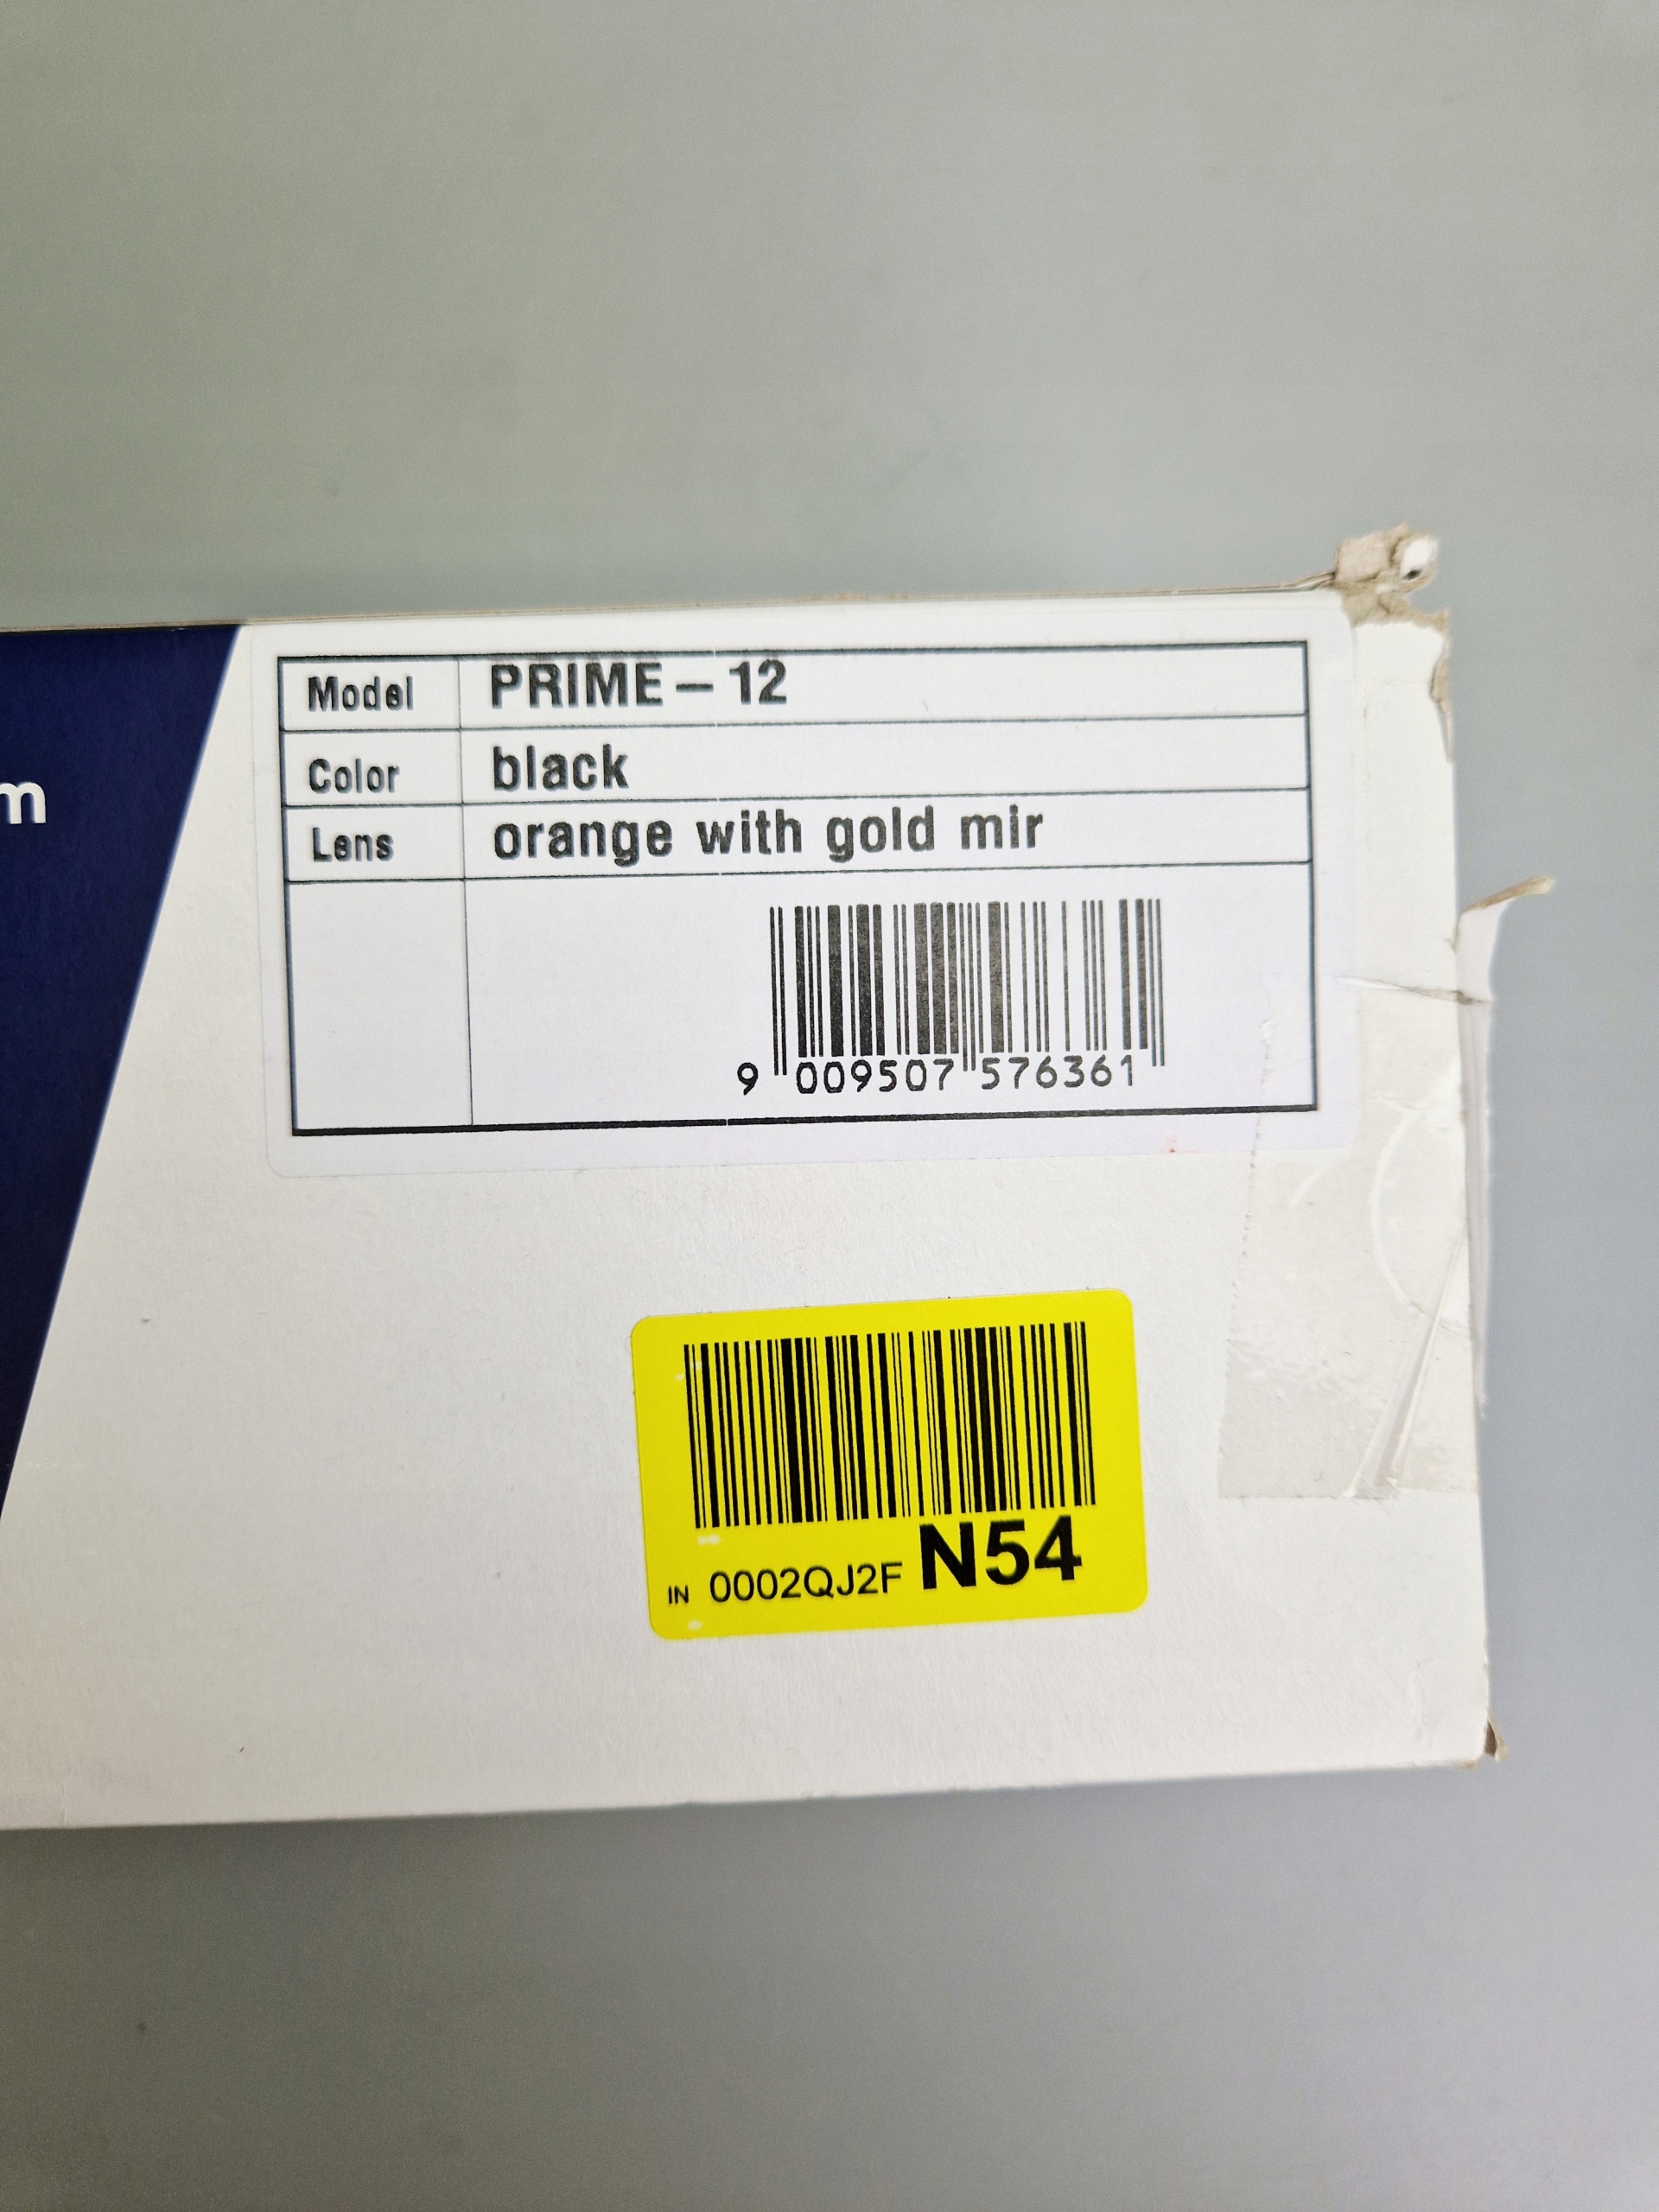 m
Model PRIME – 12
Color black
Lens orange with gold mir
9 009507 576361
IN 0002QJ2F N54